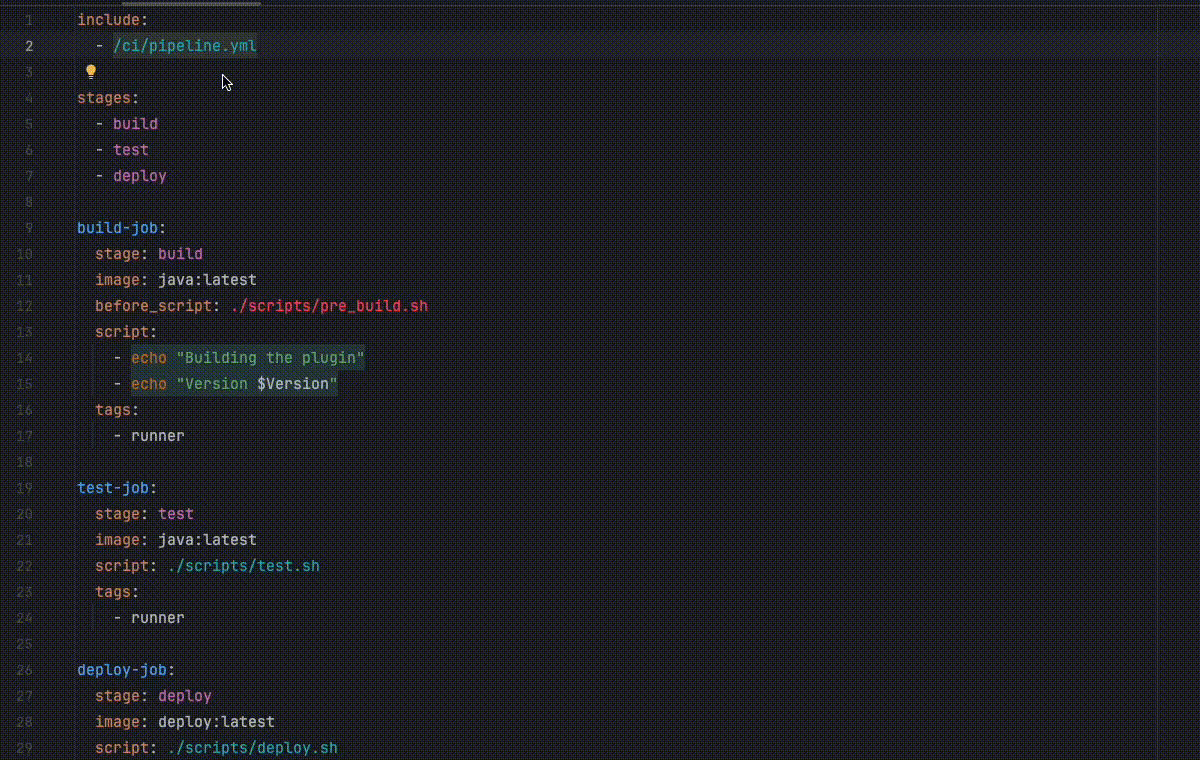 1 include:
2   - /ci/pipeline.yml
3
4 stages:
5   - build
6   - test
7   - deploy
8
9 build-job:
10   stage: build
11   image: java:latest
12   before_script: ./scripts/pre_build.sh
13   script:
14     - echo "Building the plugin"
15     - echo "Version $Version"
16   tags:
17     - runner
18
19 test-job:
20   stage: test
21   image: java:latest
22   script: ./scripts/test.sh
23   tags:
24     - runner
25
26 deploy-job:
27   stage: deploy
28   image: deploy:latest
29   script: ./scripts/deploy.sh